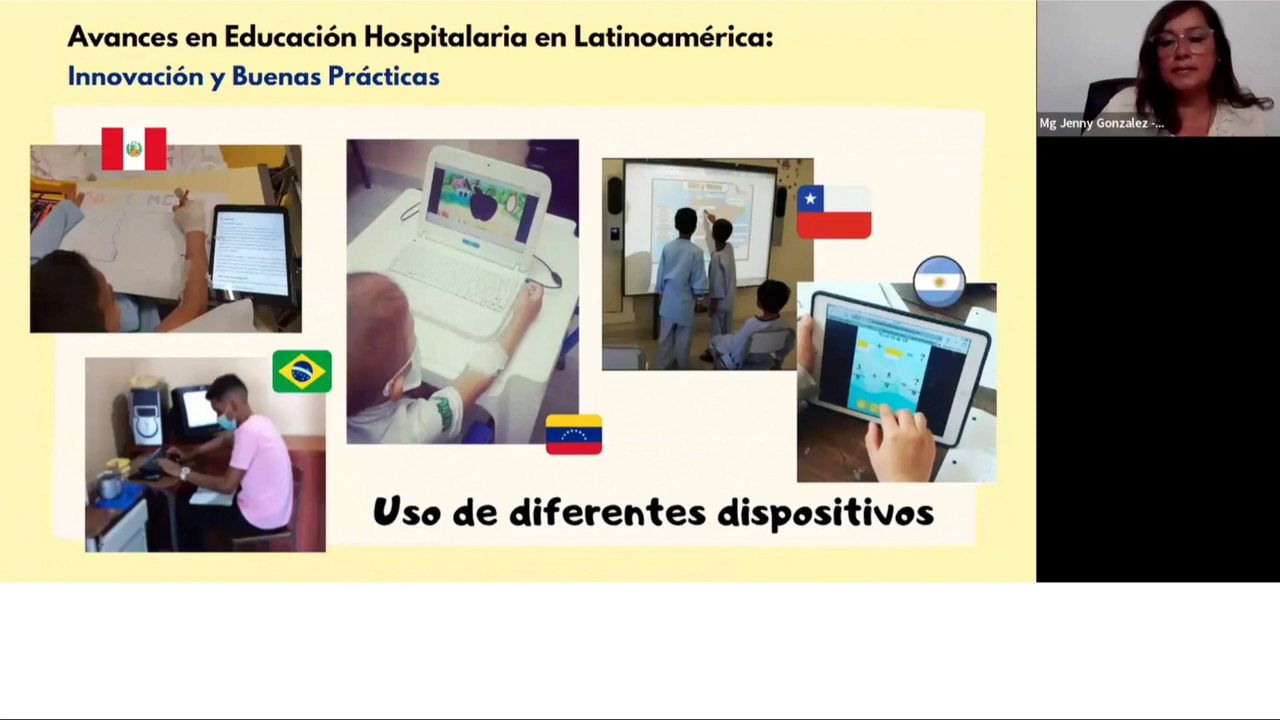 Avances en Educación Hospitalaria en Latinoamérica:
Innovación y Buenas Prácticas
Uso de diferentes dispositivos
Mg Jenny Gonzalez -...